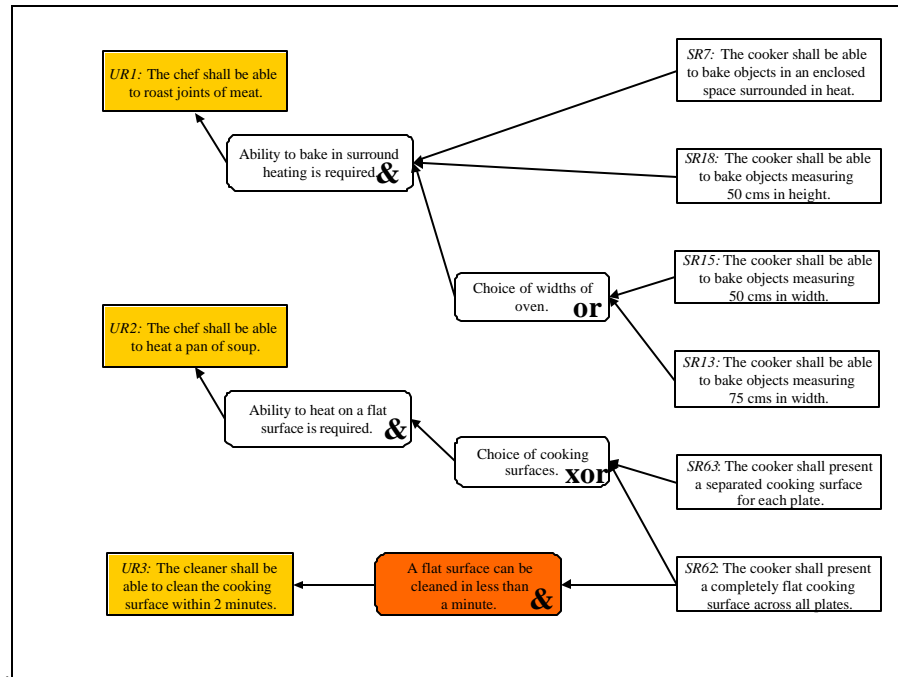 UR1: The chef shall be able
to roast joints of meat.
SR7: The cooker shall be able
to bake objects in an enclosed
space surrounded in heat.
Ability to bake in surround
heating is required.
&
SR18: The cooker shall be able
to bake objects measuring
50 cms in height.
SR15: The cooker shall be able
to bake objects measuring
50 cms in width.
Choice of widths of
oven.
or
UR2: The chef shall be able
to heat a pan of soup.
SR13: The cooker shall be able
to bake objects measuring
75 cms in width.
Ability to heat on a flat
surface is required.
&
Choice of cooking
surfaces.
xor
SR63: The cooker shall present
a separated cooking surface
for each plate.
UR3: The cleaner shall be
able to clean the cooking
surface within 2 minutes.
A flat surface can be
cleaned in less than
a minute.
&
SR62: The cooker shall present
a completely flat cooking
surface across all plates.